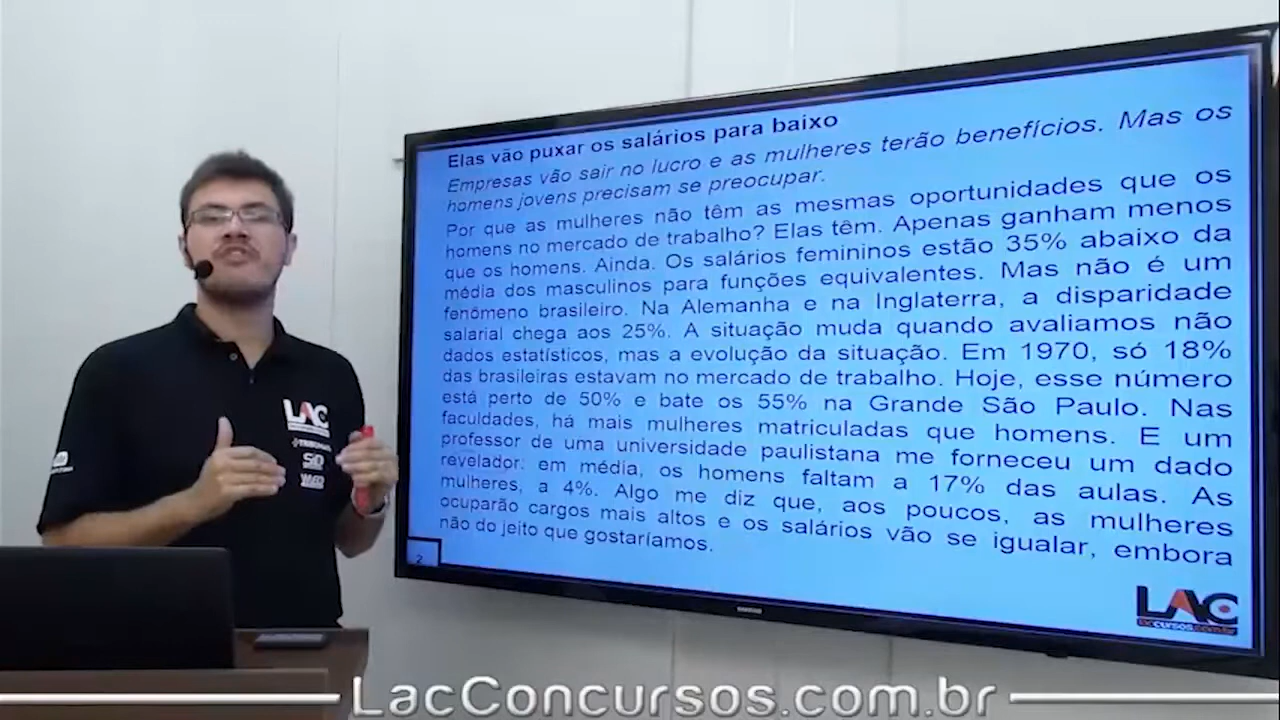 Elas vão puxar os salários para baixo
Empresas vão sair no lucro e as mulheres terão benefícios. Mas os
homens jovens precisam se preocupar.
Por que as mulheres não têm as mesmas oportunidades que os
homens no mercado de trabalho? Elas têm. Apenas ganham menos
que os homens. Ainda. Os salários femininos estão 35% abaixo da
média dos masculinos para funções equivalentes. Mas não é um
fenômeno brasileiro. Na Alemanha e na Inglaterra, a disparidade
salarial chega aos 25%. A situação muda quando avaliamos não
dados estatísticos, mas a evolução da situação. Em 1970, só 18%
das brasileiras estavam no mercado de trabalho. Hoje, esse número
está perto de 50% e bate os 55% na Grande São Paulo. Nas
faculdades, há mais mulheres matriculadas que homens. E um
professor de uma universidade paulistana me forneceu um dado
revelador: em média, os homens faltam a 17% das aulas. As
mulheres, a 4%. Algo me diz que, aos poucos, as mulheres
ocuparão cargos mais altos e os salários vão se igualar, embora
não do jeito que gostaríamos.
2
LAC
laccursos.com.br
SAMSUNG
LAC
LacConcursos.com.br